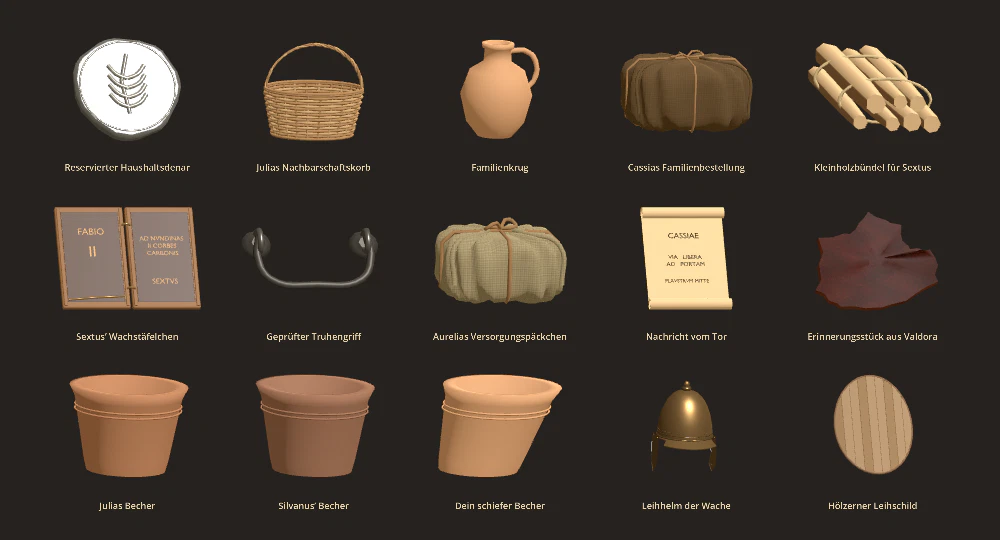 Reservierter Haushaltsdenar
Julias Nachbarschaftskorb
Familienkrug
Cassias Familienbestellung
Kleinholzbündel für Sextus
FABIO
II
AD NVNDINAS
II CORBES
CARBONIS
SEXTVS
CASSIAE
VIA LIBERA
AD PORTAM
PLAVSTRVM MITTE
Sextus' Wachstäfelchen
Geprüfter Truhengriff
Aurelias Versorgungspäckchen
Nachricht vom Tor
Erinnerungsstück aus Valdora
Julias Becher
Silvanus' Becher
Dein schiefer Becher
Leihhelm der Wache
Hölzerner Leihschild